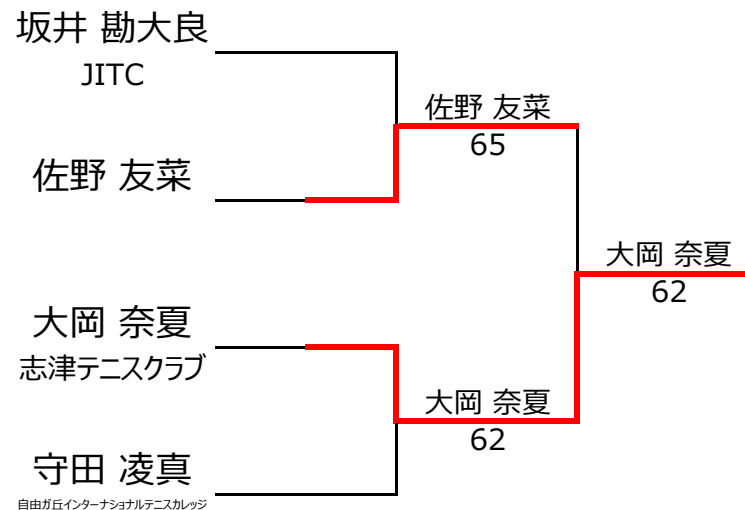 坂井 勘大良
JITC
佐野 友菜
65
佐野 友菜
大岡 奈夏
62
大岡 奈夏
志津テニスクラブ
大岡 奈夏
62
守田 凌真
自由ガ丘インターナショナルテニスカレッジ